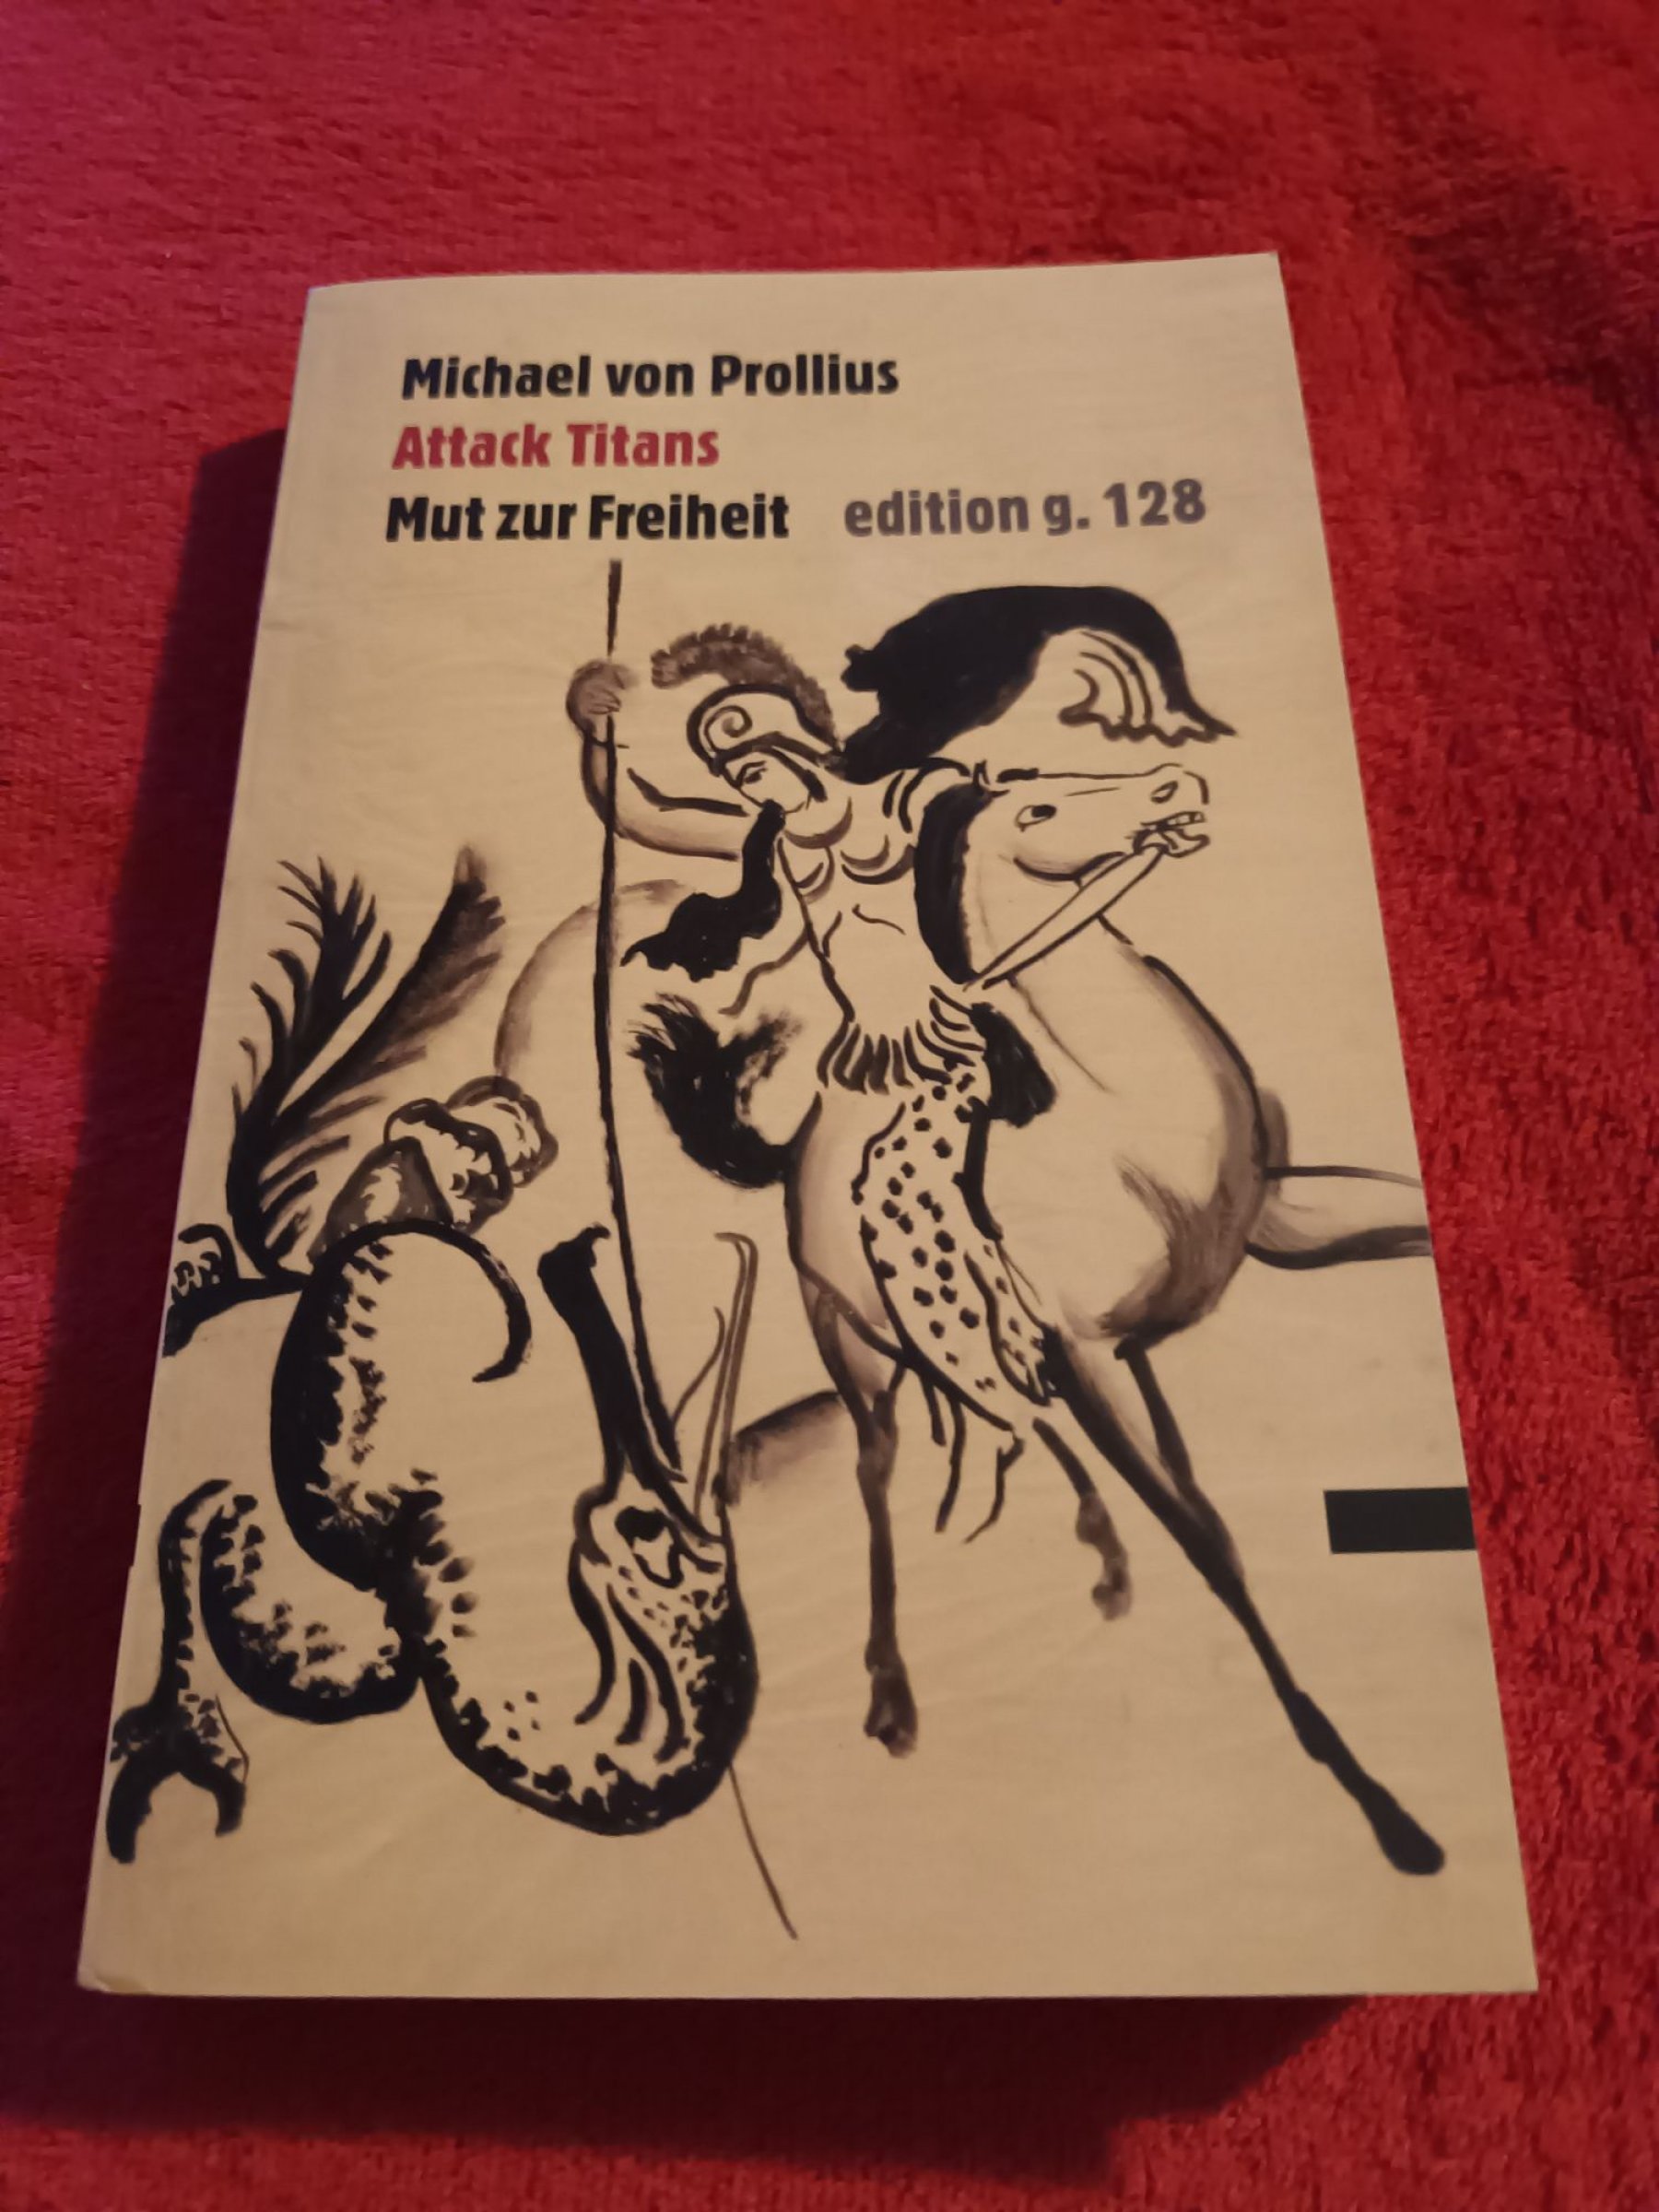 Michael von Prollius
Attack Titans
Mut zur Freiheit edition g. 128